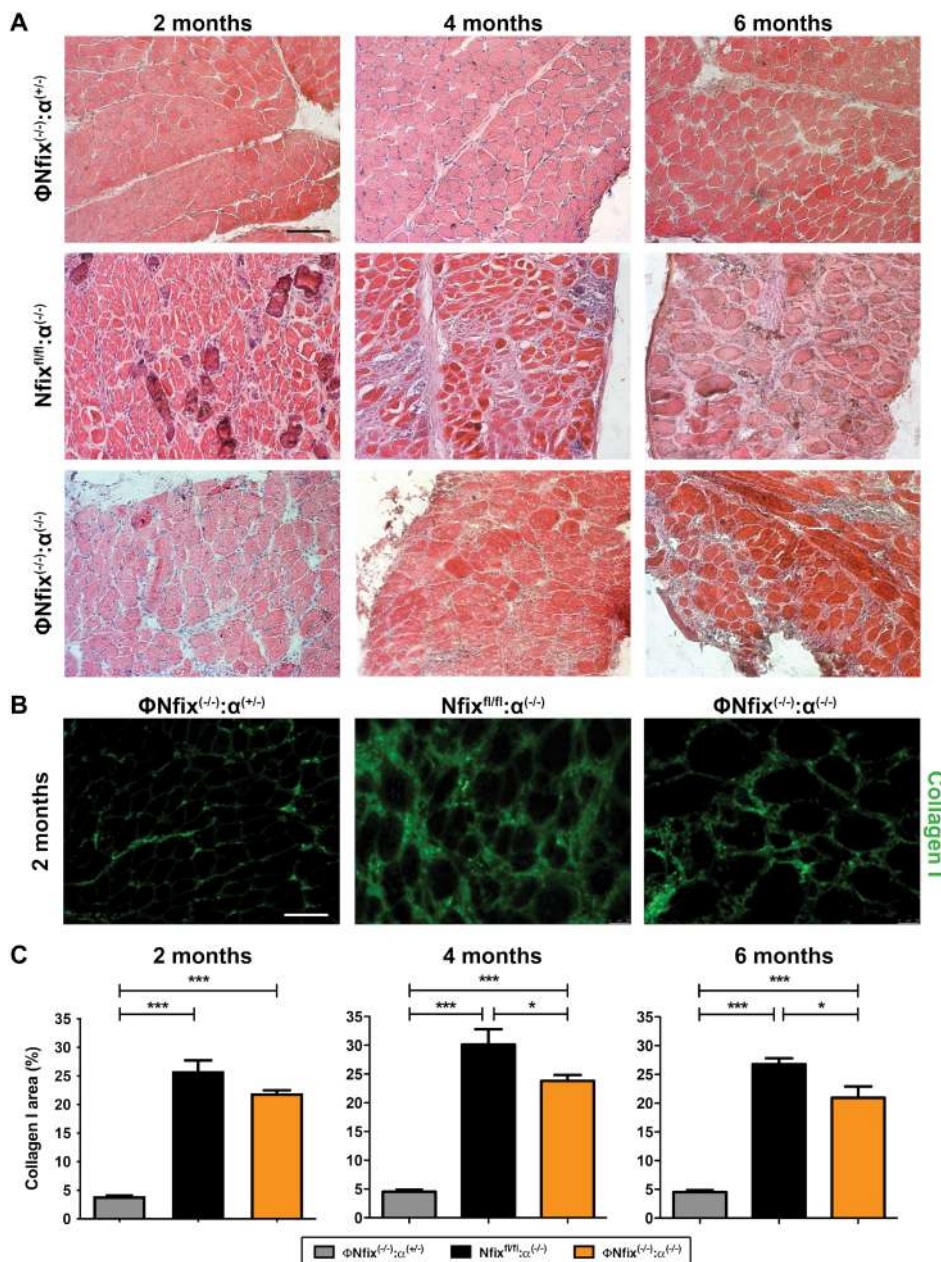 A
2 months
4 months
6 months
ΦNfix(-/-):α(+/-)
Nfixfl/fl:α(-/-)
ΦNfix(-/-):α(-/-)
B
ΦNfix(-/-):α(+/-)
Nfixfl/fl:α(-/-)
ΦNfix(-/-):α(-/-)
2 months
Collagen I
C
2 months
4 months
6 months
***
***
***
***
*
***
***
*
Collagen I area (%)
35
30
25
20
15
10
5
0
35
30
25
20
15
10
5
0
35
30
25
20
15
10
5
0
ΦNfix(-/-):α(+/-)
Nfixfl/fl:α(-/-)
ΦNfix(-/-):α(-/-)